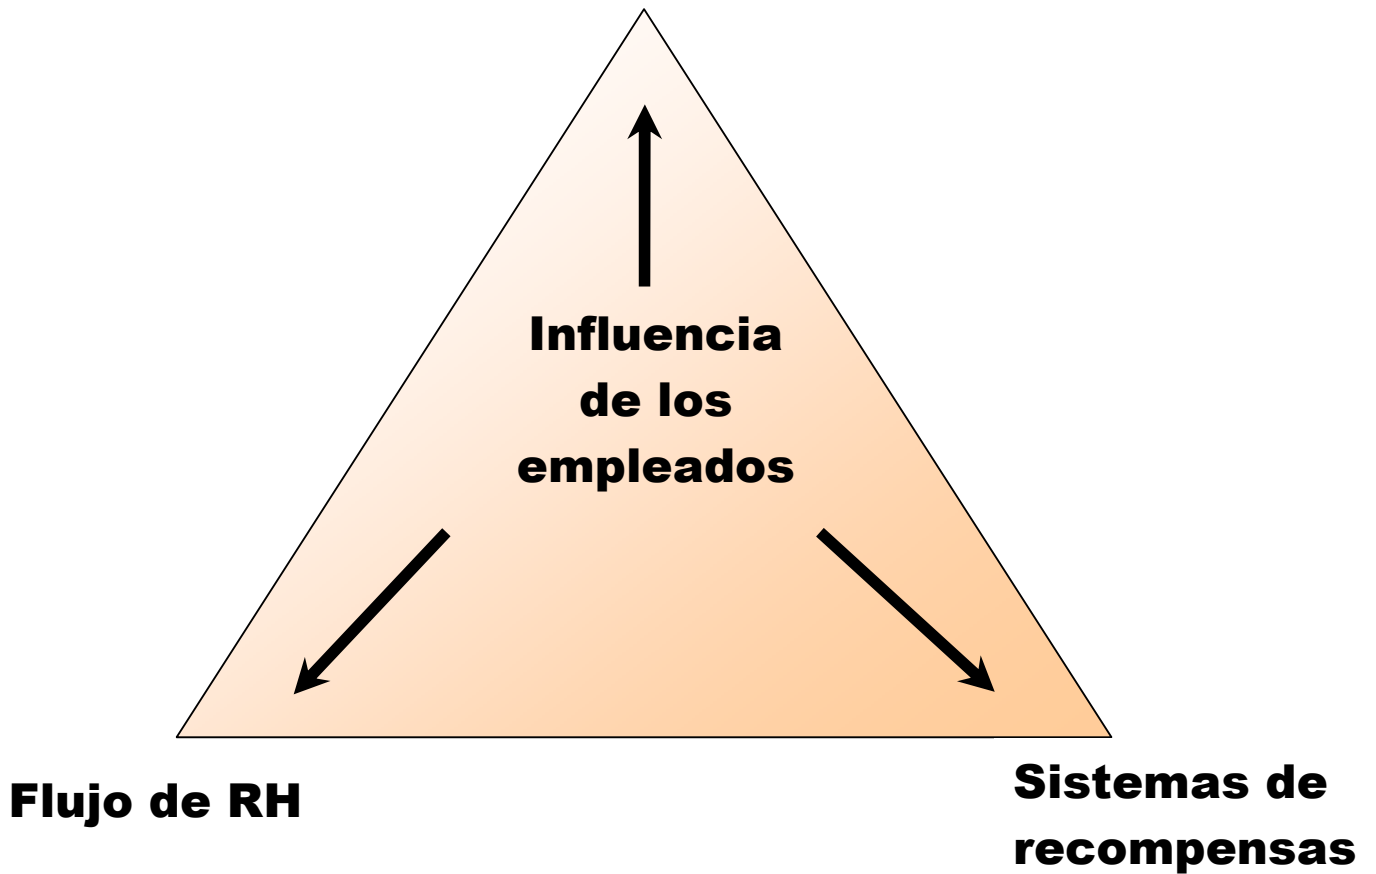 Influencia
de los
empleados
Flujo de RH
Sistemas de
recompensas